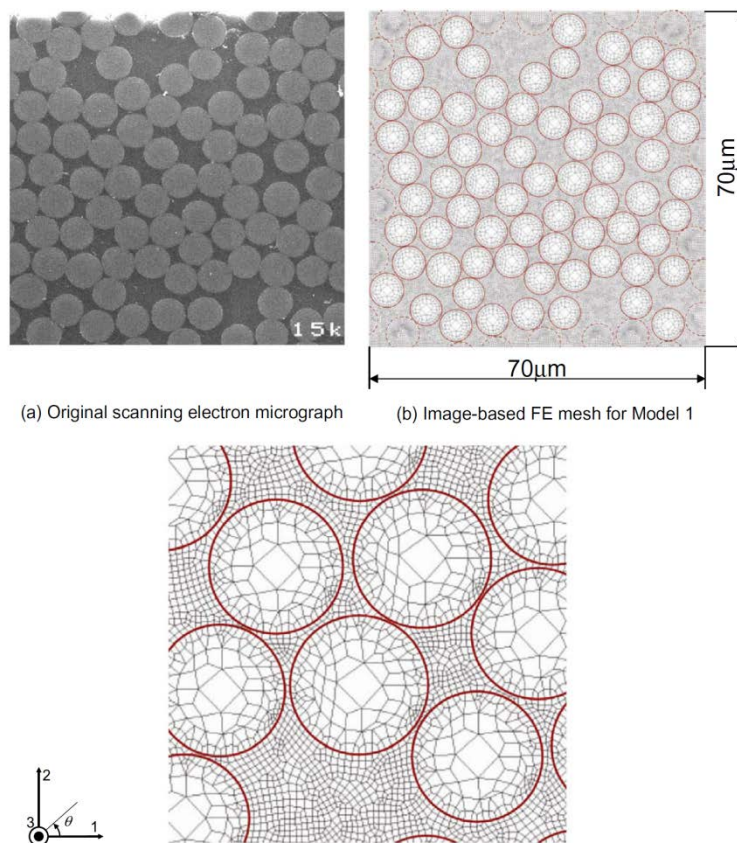 15k
70μm
70μm
(a) Original scanning electron micrograph
(b) Image-based FE mesh for Model 1
2
3
θ
1